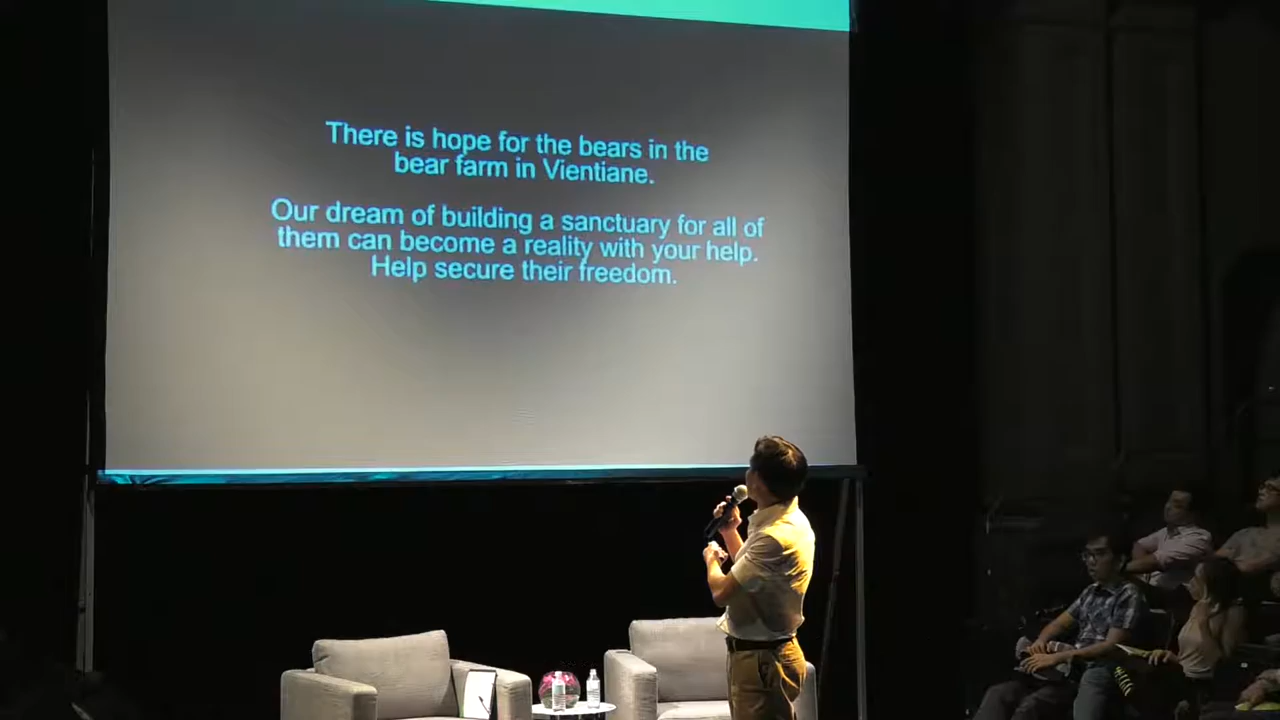 There is hope for the bears in the
bear farm in Vientiane.
Our dream of building a sanctuary for all of
them can become a reality with your help.
Help secure their freedom.